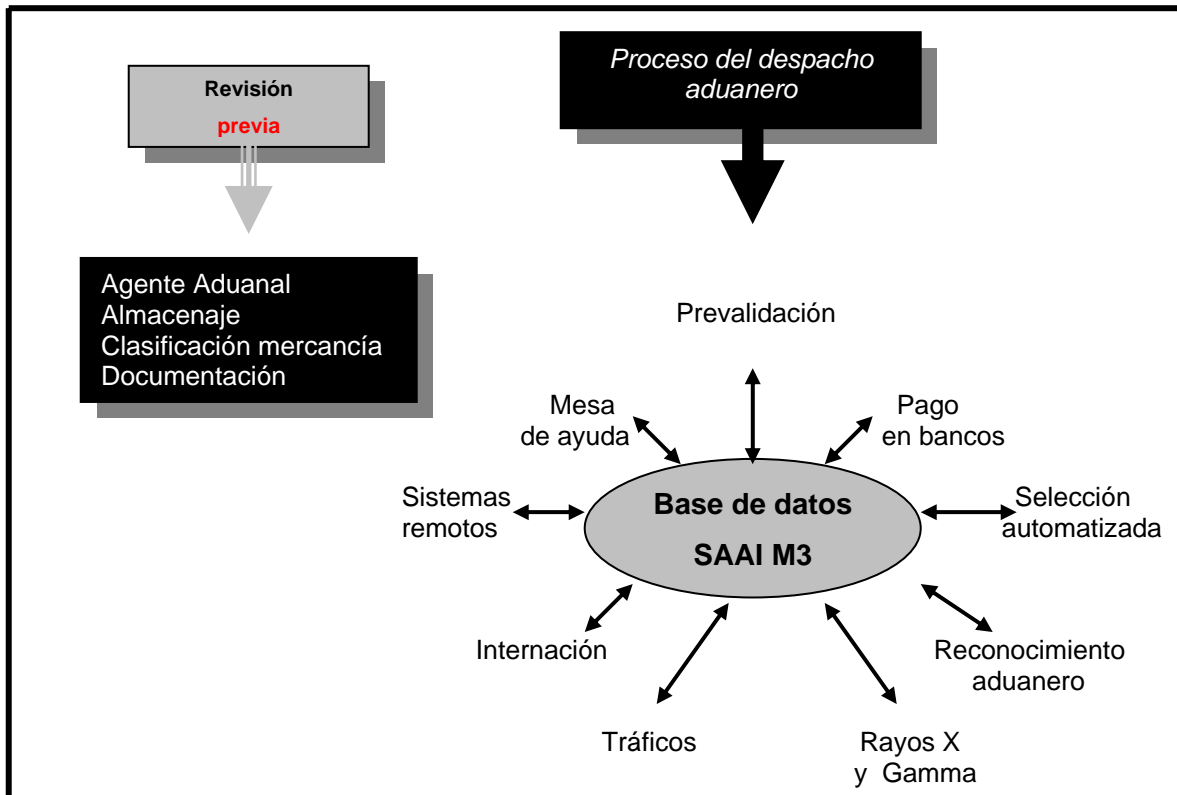 Revisión
previa
Proceso del despacho
aduanero
Agente Aduanal
Almacenaje
Clasificación mercancía
Documentación
Prevalidación
Mesa
de ayuda
Pago
en bancos
Sistemas
remotos
Base de datos
SAAI M3
Selección
automatizada
Internación
Reconocimiento
aduanero
Tráficos
Rayos X
y Gamma